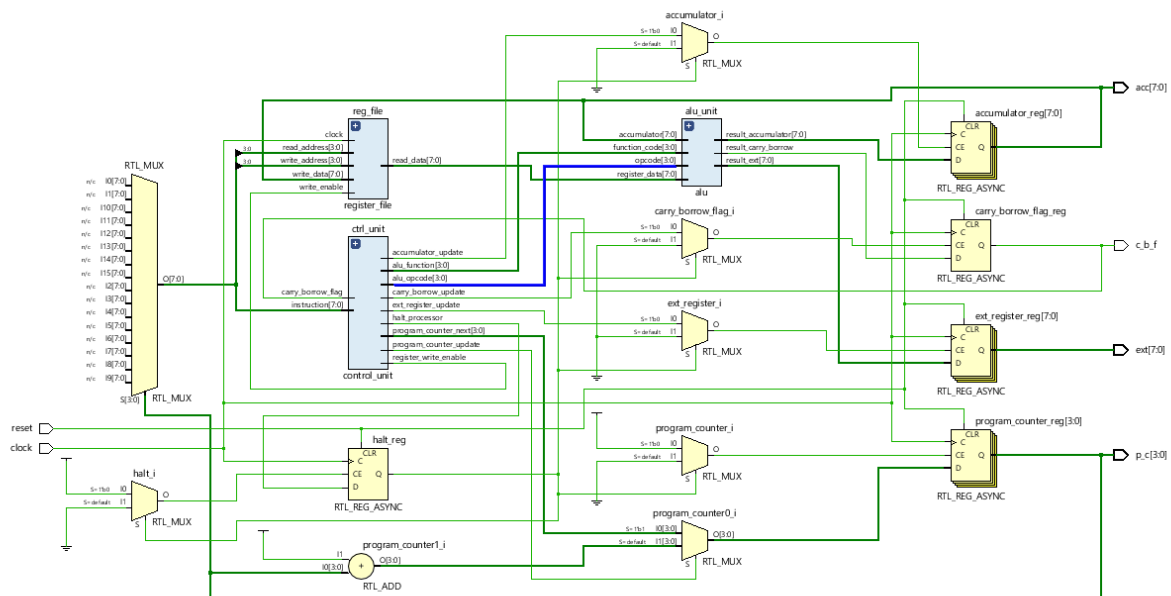 accumulator_i
S=1'b0 I0
S=default I1
O
S
RTL_MUX
acc[7:0]
reg_file
clock
read_address[3:0]
write_address[3:0]
write_data[7:0]
write_enable
read_data[7:0]
register_file
3:0
3:0
alu_unit
accumulator[7:0]
function_code[3:0]
opcode[3:0]
register_data[7:0]
result_accumulator[7:0]
result_carry_borrow
result_ext[7:0]
alu
accumulator_reg[7:0]
CLR
C
CE
D
Q
RTL_REG_ASYNC
RTL_MUX
n/c I0[7:0]
n/c I1[7:0]
n/c I10[7:0]
n/c I11[7:0]
n/c I12[7:0]
n/c I13[7:0]
n/c I14[7:0]
n/c I15[7:0]
n/c I2[7:0]
n/c I3[7:0]
n/c I4[7:0]
n/c I5[7:0]
n/c I6[7:0]
n/c I7[7:0]
n/c I8[7:0]
n/c I9[7:0]
O[7:0]
S[3:0]
RTL_MUX
ctrl_unit
carry_borrow_flag
instruction[7:0]
accumulator_update
alu_function[3:0]
alu_opcode[3:0]
carry_borrow_update
ext_register_update
halt_processor
program_counter_next[3:0]
program_counter_update
register_write_enable
control_unit
carry_borrow_flag_i
S=1'b0 I0
S=default I1
O
S
RTL_MUX
carry_borrow_flag_reg
CLR
C
CE
D
Q
RTL_REG_ASYNC
c_b_f
ext_register_i
S=1'b0 I0
S=default I1
O
S
RTL_MUX
ext_register_reg[7:0]
CLR
C
CE
D
Q
RTL_REG_ASYNC
ext[7:0]
reset
clock
halt_i
S=1'b0 I0
S=default I1
O
S
RTL_MUX
halt_reg
CLR
C
CE
D
Q
RTL_REG_ASYNC
program_counter_i
S=1'b0 I0
S=default I1
O
S
RTL_MUX
program_counter_reg[3:0]
CLR
C
CE
D
Q
RTL_REG_ASYNC
p_c[3:0]
program_counter1_i
I1
I0[3:0]
+
O[3:0]
RTL_ADD
program_counter0_i
S=1'b1 I0[3:0]
S=default I1[3:0]
O[3:0]
S
RTL_MUX